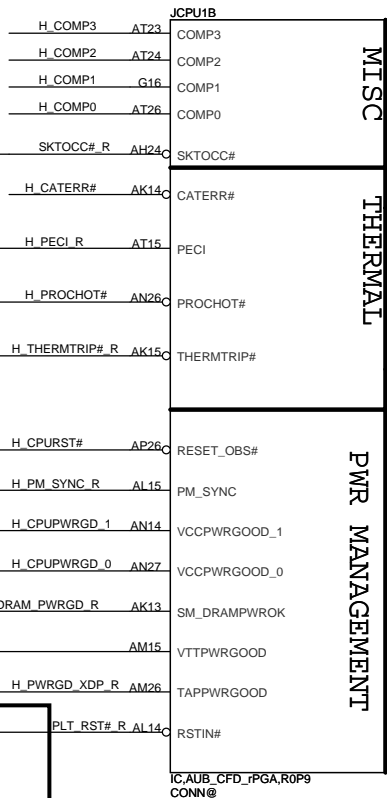 JCPU1B
H_COMP3 AT23 COMP3
H_COMP2 AT24 COMP2
H_COMP1 G16 COMP1
H_COMP0 AT26 COMP0
SKTOCC#_R AH24 SKTOCC#
MISC
H_CATERR# AK14 CATERR#
H_PECI_R AT15 PECI
H_PROCHOT# AN26 PROCHOT#
H_THERMTRIP#_R AK15 THERMTRIP#
THERMAL
H_CPURST# AP26 RESET_OBS#
H_PM_SYNC_R AL15 PM_SYNC
H_CPUPWRGD_1 AN14 VCCPWRGOOD_1
H_CPUPWRGD_0 AN27 VCCPWRGOOD_0
DRAM_PWRGD_R AK13 SM_DRAMPWROK
AM15 VTTPWRGOOD
H_PWRGD_XDP_R AM26 TAPPWRGOOD
PLT_RST#_R AL14 RSTIN#
PWR MANAGEMENT
IC,AUB_CFD_rPGA,R0P9
CONN@